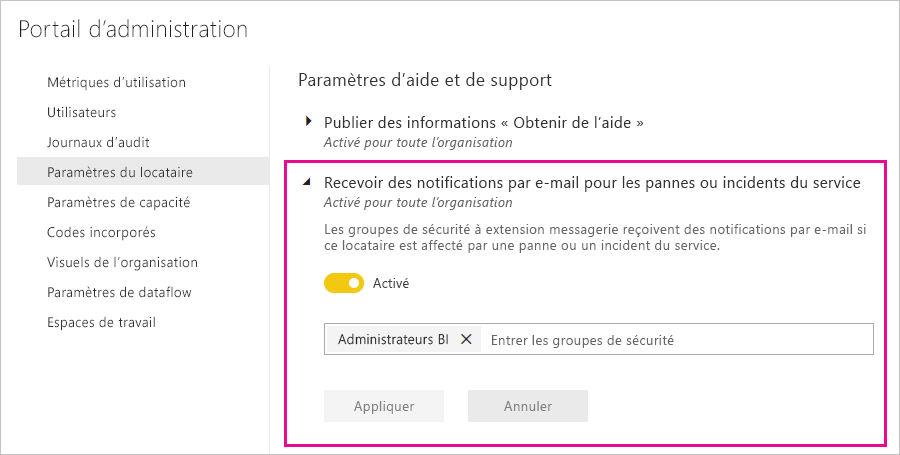 Portail d’administration
Métriques d’utilisation
Utilisateurs
Journaux d’audit
Paramètres du locataire
Paramètres de capacité
Codes incorporés
Visuels de l’organisation
Paramètres de dataflow
Espaces de travail
Paramètres d’aide et de support
Publier des informations « Obtenir de l’aide »
Activé pour toute l’organisation
Recevoir des notifications par e-mail pour les pannes ou incidents du service
Activé pour toute l’organisation
Les groupes de sécurité à extension messagerie reçoivent des notifications par e-mail si
ce locataire est affecté par une panne ou un incident du service.
Activé
Administrateurs BI Entrer les groupes de sécurité
Appliquer Annuler